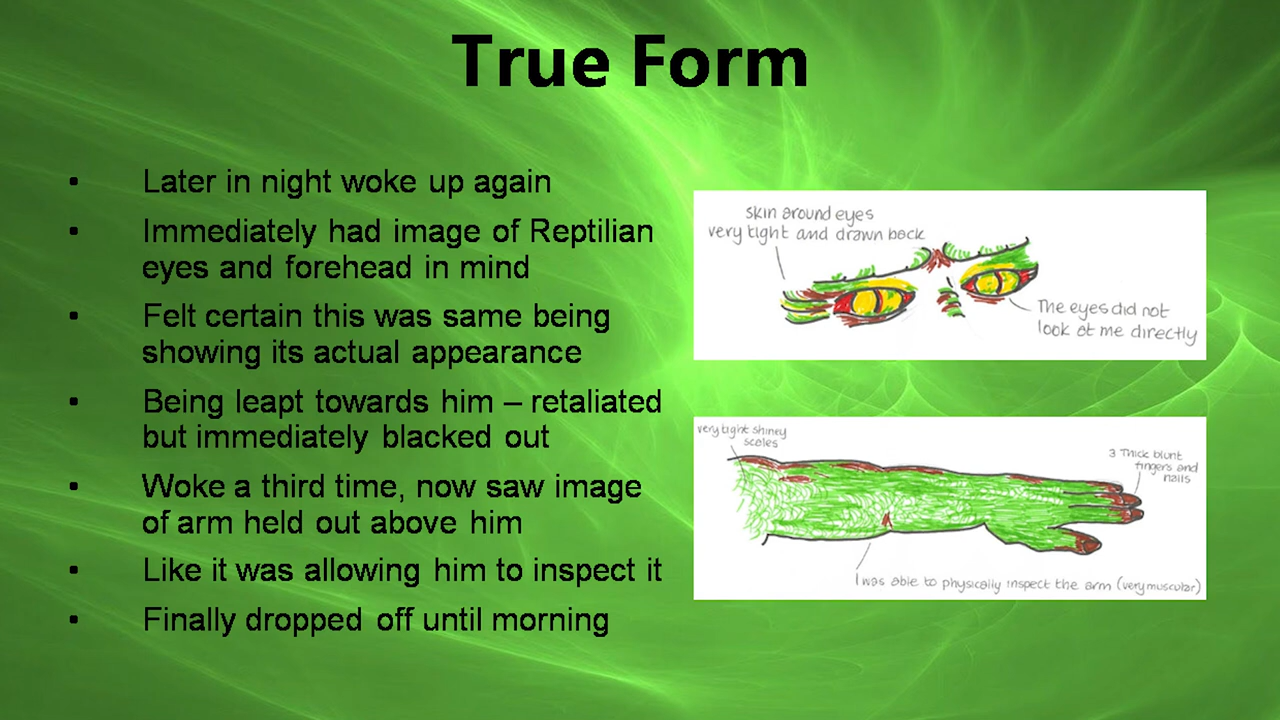 True Form
• Later in night woke up again
• Immediately had image of Reptilian
eyes and forehead in mind
• Felt certain this was same being
showing its actual appearance
• Being leapt towards him – retaliated
but immediately blacked out
• Woke a third time, now saw image
of arm held out above him
• Like it was allowing him to inspect it
• Finally dropped off until morning
skin around eyes
very tight and drawn back
The eyes did not
look at me directly
very tight shiney
scales
3 Thick blunt
fingers and
nails
I was able to physically inspect the arm (very muscular)